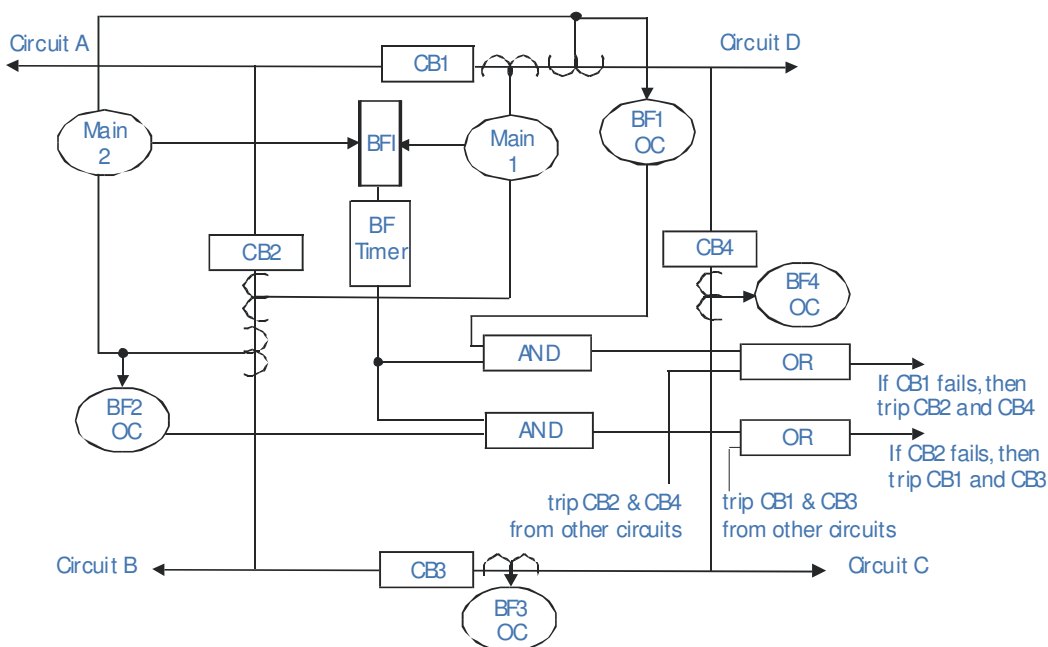 Circuit A
CB1
Circuit D
Main
2
BFI
Main
1
BF1
OC
BF
Timer
CB2
CB4
BF4
OC
AND
OR
If CB1 fails, then
trip CB2 and CB4
BF2
OC
AND
OR
If CB2 fails, then
trip CB1 and CB3
trip CB2 & CB4
from other circuits
trip CB1 & CB3
from other circuits
Circuit B
CB3
Circuit C
BF3
OC